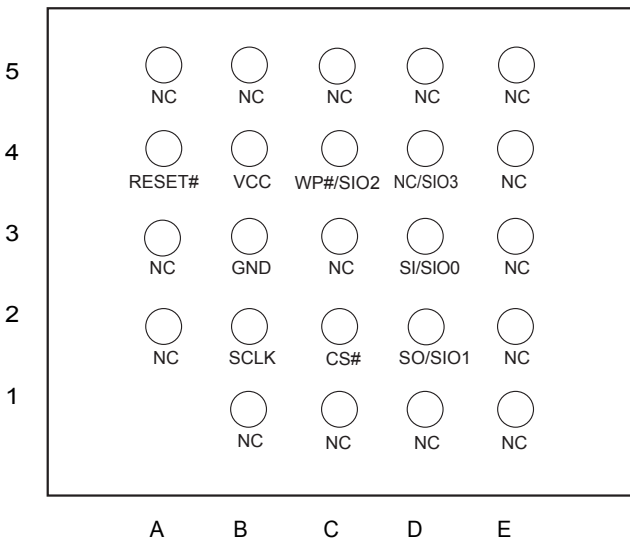 5
NC NC NC NC NC
4
RESET# VCC WP#/SIO2 NC/SIO3 NC
3
NC GND NC SI/SIO0 NC
2
NC SCLK CS# SO/SIO1 NC
1
NC NC NC NC
A B C D E